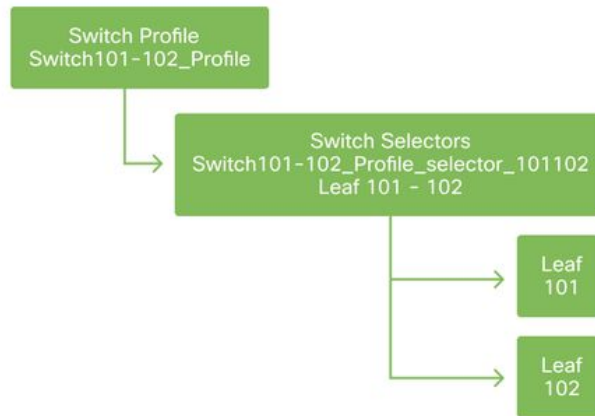 Switch Profile
Switch101-102_Profile
Switch Selectors
Switch101-102_Profile_selector_101102
Leaf 101 - 102
Leaf
101
Leaf
102